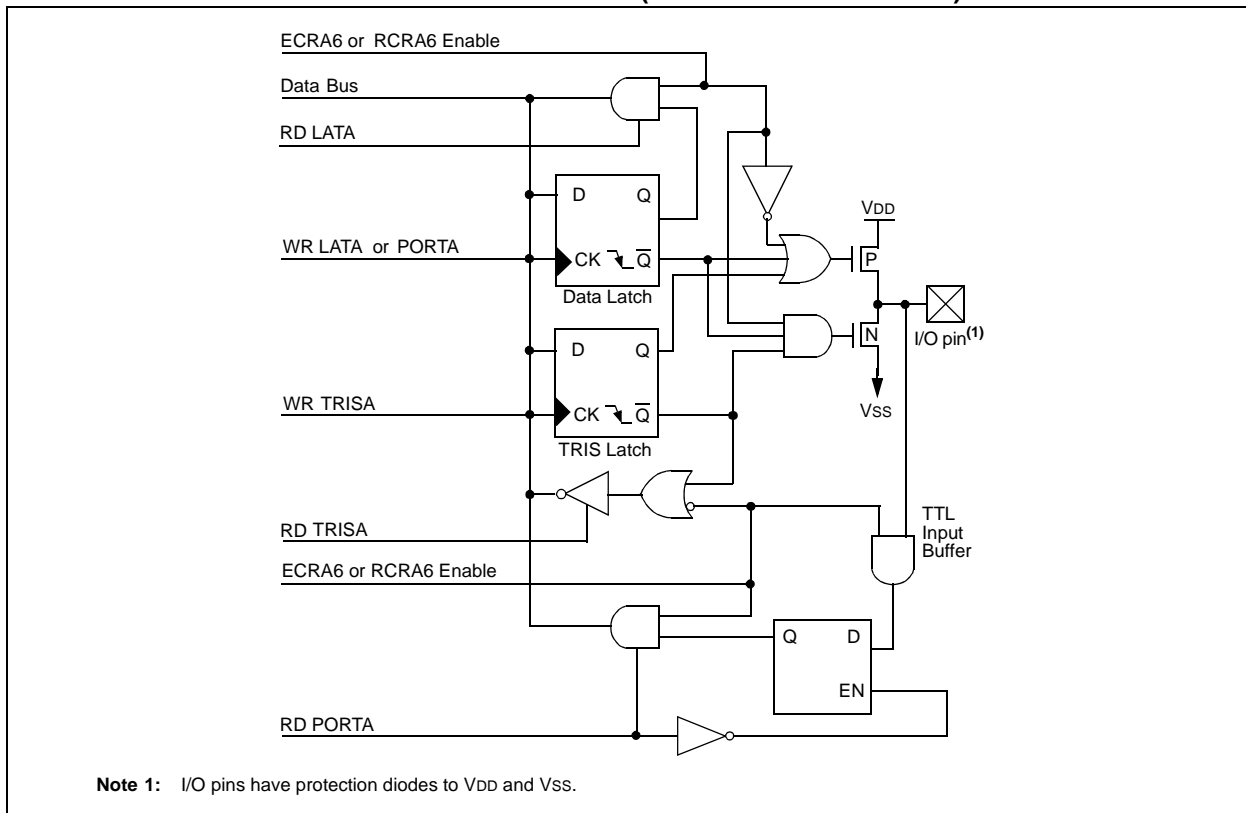 ECRA6 or RCRA6 Enable
Data Bus
RD LATA
D Q
VDD
WR LATA or PORTA
CK Q
P
Data Latch
I/O pin(1)
N
D Q
WR TRISA
CK Q
VSS
TRIS Latch
TTL
Input
Buffer
RD TRISA
ECRA6 or RCRA6 Enable
Q D
EN
RD PORTA
Note 1: I/O pins have protection diodes to VDD and VSS.